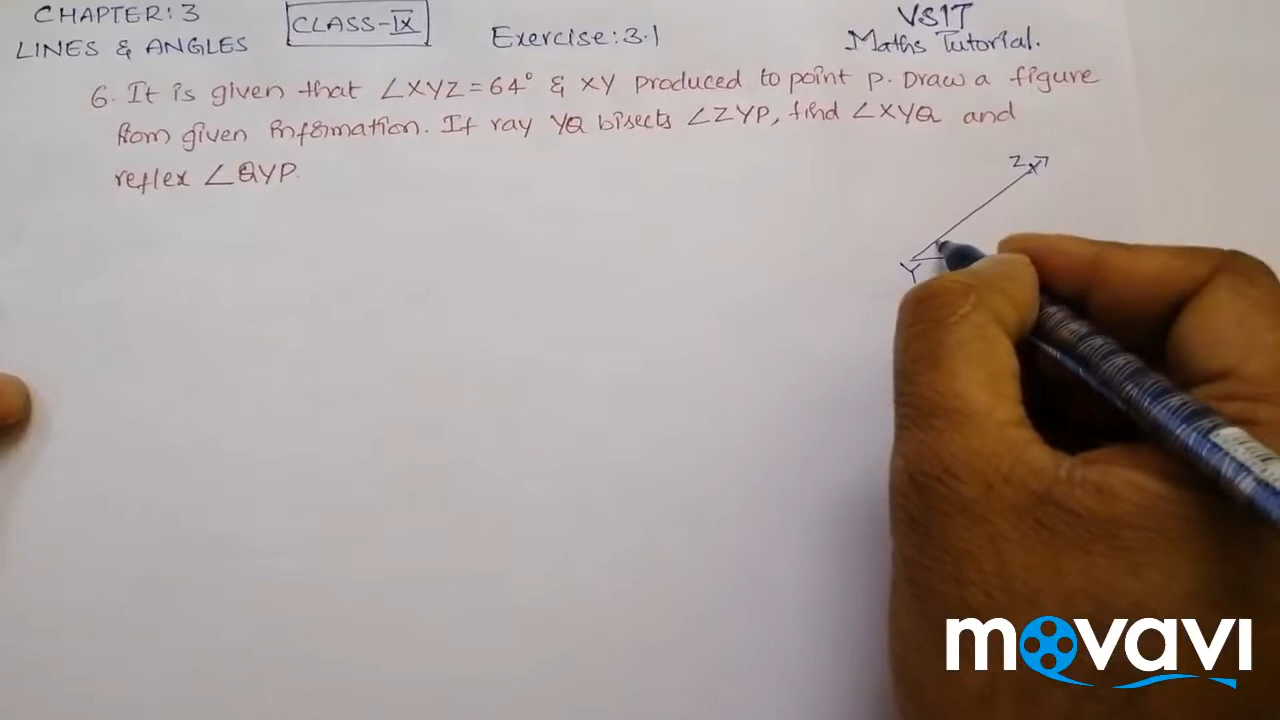 CHAPTER:3
LINES & ANGLES
CLASS-IX
Exercise:3.1
VSIT
Maths Tutorial.
6. It is given that ∠XYZ=64° & XY produced to point P. Draw a figure
from given information. If ray YQ bisects ∠ZYP, find ∠XYQ and
reflex ∠QYP.
Z
Y
movavi